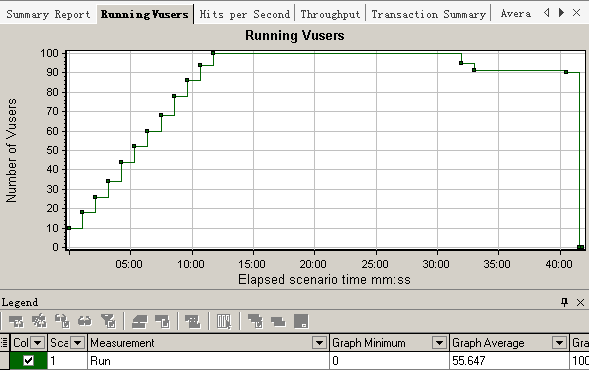 Summary Report Running Vusers Hits per Second Throughput Transaction Summary Avera
Running Vusers
Number of Vusers
100
90
80
70
60
50
40
30
20
10
0
05:00 10:00 15:00 20:00 25:00 30:00 35:00 40:00
Elapsed scenario time mm:ss
Legend
Col Sca Measurement Graph Minimum Graph Average Gra
1 Run 0 55.647 100